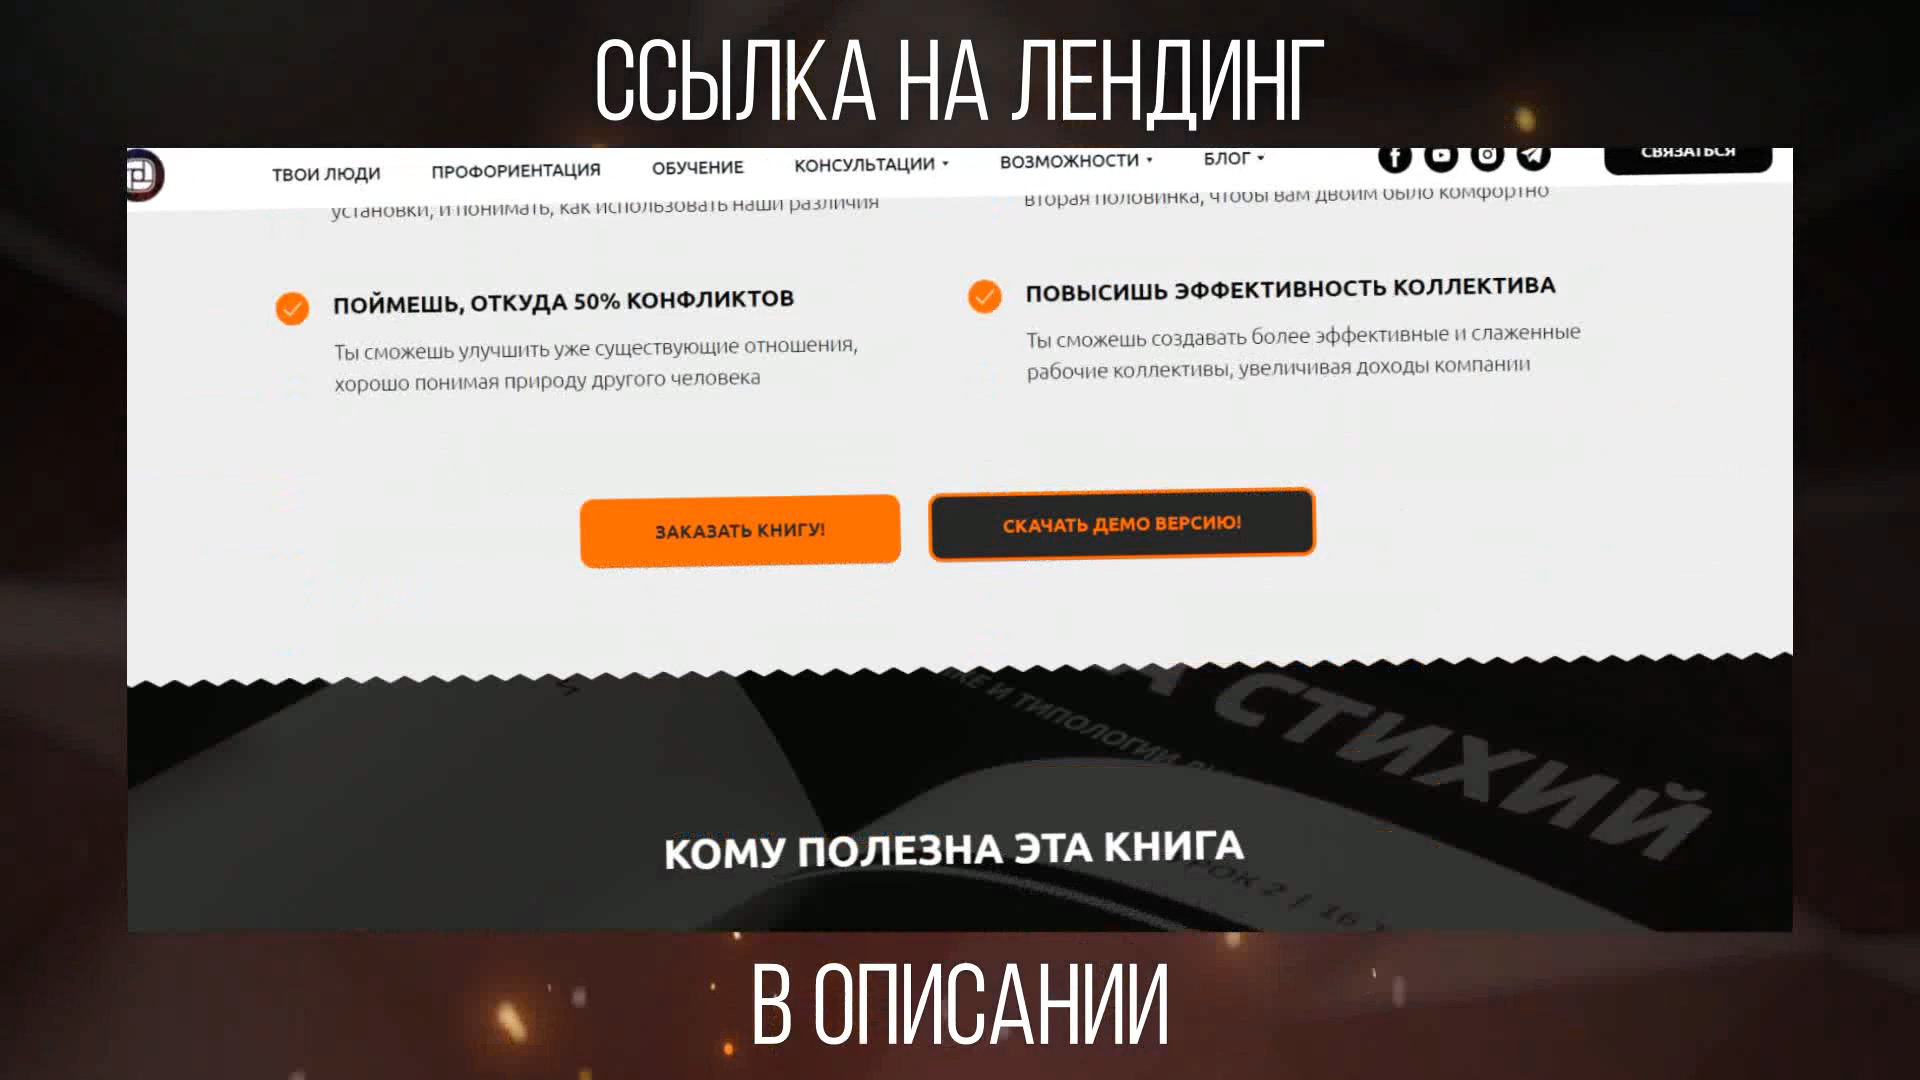 ССЫЛКА НА ЛЕНДИНГ
ТВОИ ЛЮДИ ПРОФОРИЕНТАЦИЯ ОБУЧЕНИЕ КОНСУЛЬТАЦИИ ВОЗМОЖНОСТИ БЛОГ СВЯЗАТЬСЯ
установки, и понимать, как использовать наши различия
вторая половинка, чтобы вам двоим было комфортно
ПОЙМЕШЬ, ОТКУДА 50% КОНФЛИКТОВ
Ты сможешь улучшить уже существующие отношения,
хорошо понимая природу другого человека
ПОВЫСИШЬ ЭФФЕКТИВНОСТЬ КОЛЛЕКТИВА
Ты сможешь создавать более эффективные и слаженные
рабочие коллективы, увеличивая доходы компании
ЗАКАЗАТЬ КНИГУ!
СКАЧАТЬ ДЕМО ВЕРСИЮ!
СТИХИЙ
И ТИПОЛОГИИ
КОМУ ПОЛЕЗНА ЭТА КНИГА
В ОПИСАНИИ